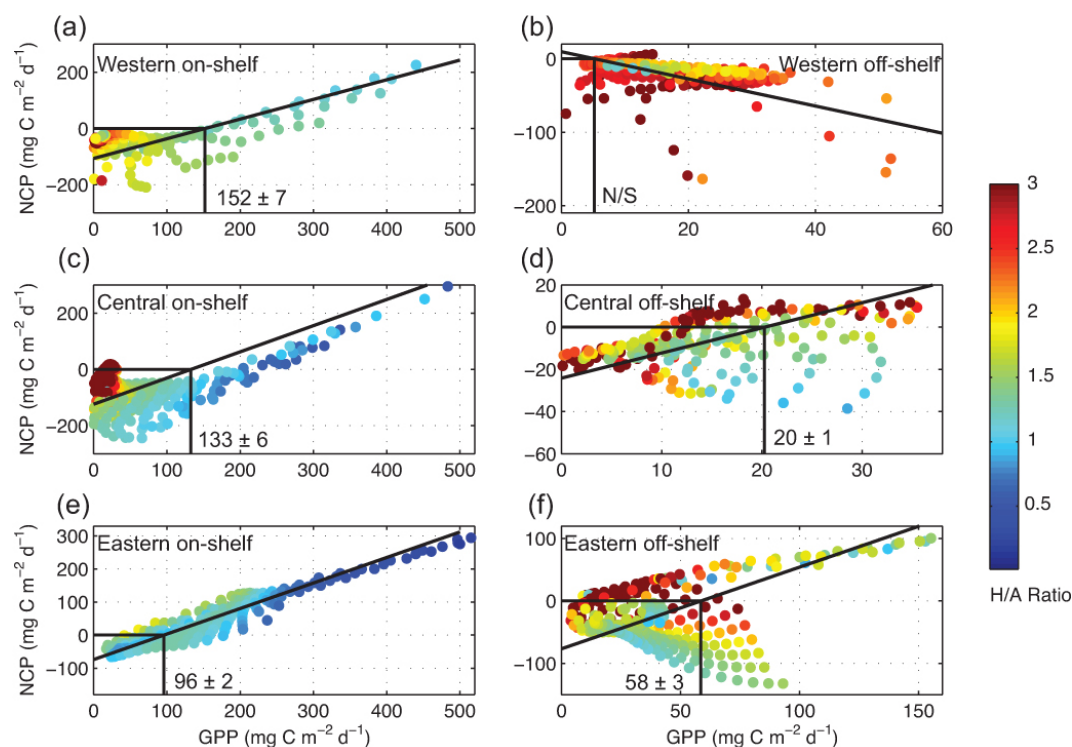 (a)
Western on-shelf
NCP (mg C m⁻² d⁻¹)
200
0
−200
152 ± 7
0 100 200 300 400 500
(b)
Western off-shelf
0
−100
−200
N/S
0 20 40 60
(c)
Central on-shelf
NCP (mg C m⁻² d⁻¹)
200
0
−200
133 ± 6
0 100 200 300 400 500
(d)
Central off-shelf
20
0
−20
−40
−60
20 ± 1
0 10 20 30
(e)
Eastern on-shelf
NCP (mg C m⁻² d⁻¹)
300
200
100
0
−100
96 ± 2
0 100 200 300 400 500
GPP (mg C m⁻² d⁻¹)
(f)
Eastern off-shelf
100
0
−100
58 ± 3
0 50 100 150
GPP (mg C m⁻² d⁻¹)
3
2.5
2
1.5
1
0.5
H/A Ratio